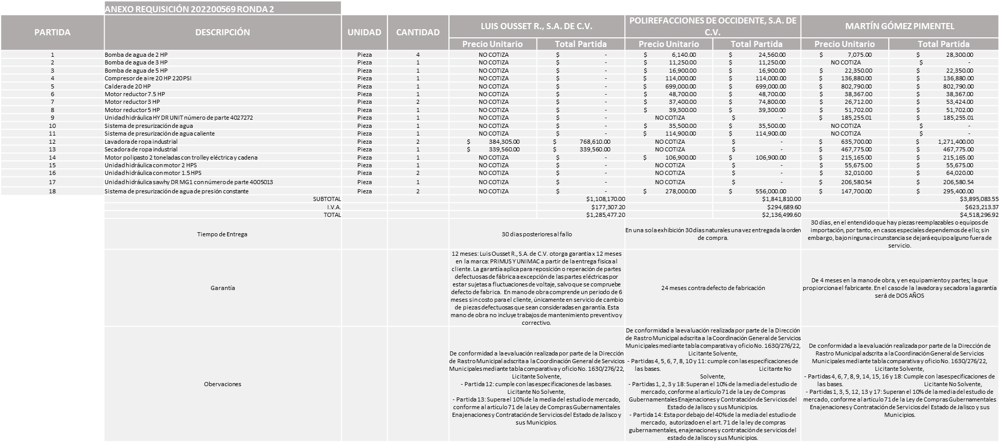 ANEXO REQUISICIÓN 202200569 RONDA 2
PARTIDA DESCRIPCIÓN UNIDAD CANTIDAD LUIS OUSSET R., S.A. DE C.V. POLIREFACCIONES DE OCCIDENTE, S.A. DE C.V. MARTÍN GÓMEZ PIMENTEL
Precio Unitario Total Partida Precio Unitario Total Partida Precio Unitario Total Partida
1 Bomba de agua de 2 HP Pieza 4 NO COTIZA $ - $ 6,140.00 $ 24,560.00 $ 7,075.00 $ 28,300.00
2 Bomba de agua de 3 HP Pieza 1 NO COTIZA $ - $ 11,250.00 $ 11,250.00 NO COTIZA $ -
3 Bomba de agua de 5 HP Pieza 1 NO COTIZA $ - $ 16,900.00 $ 16,900.00 $ 22,350.00 $ 22,350.00
4 Compresor de aire 20 HP 220 PSI Pieza 1 NO COTIZA $ - $ 114,000.00 $ 114,000.00 $ 136,880.00 $ 136,880.00
5 Caldera de 20 HP Pieza 1 NO COTIZA $ - $ 699,000.00 $ 699,000.00 $ 802,790.00 $ 802,790.00
6 Motor reductor 7.5 HP Pieza 1 NO COTIZA $ - $ 48,700.00 $ 48,700.00 $ 38,367.00 $ 38,367.00
7 Motor reductor 3 HP Pieza 2 NO COTIZA $ - $ 37,400.00 $ 74,800.00 $ 26,712.00 $ 53,424.00
8 Motor reductor 5 HP Pieza 1 NO COTIZA $ - $ 39,300.00 $ 39,300.00 $ 51,702.00 $ 51,702.00
9 Unidad hidráulica HY DR UNIT número de parte 4027272 Pieza 1 NO COTIZA $ - NO COTIZA $ - $ 185,255.01 $ 185,255.01
10 Sistema de presurización de agua Pieza 1 NO COTIZA $ - $ 35,500.00 $ 35,500.00 NO COTIZA $ -
11 Sistema de presurización de agua caliente Pieza 1 NO COTIZA $ - $ 114,900.00 $ 114,900.00 NO COTIZA $ -
12 Lavadora de ropa industrial Pieza 2 $ 384,305.00 $ 768,610.00 NO COTIZA $ - $ 635,700.00 $ 1,271,400.00
13 Secadora de ropa industrial Pieza 1 $ 339,560.00 $ 339,560.00 NO COTIZA $ - $ 467,775.00 $ 467,775.00
14 Motor polipasto 2 toneladas con trolley eléctrica y cadena Pieza 1 NO COTIZA $ - $ 106,900.00 $ 106,900.00 $ 215,165.00 $ 215,165.00
15 Unidad hidráulica con motor 2 HPS Pieza 1 NO COTIZA $ - NO COTIZA $ - $ 55,675.00 $ 55,675.00
16 Unidad hidráulica con motor 1.5 HPS Pieza 2 NO COTIZA $ - NO COTIZA $ - $ 32,010.00 $ 64,020.00
17 Unidad hidráulica sawhy DR MG1 con número de parte 4005013 Pieza 1 NO COTIZA $ - NO COTIZA $ - $ 206,580.54 $ 206,580.54
18 Sistema de presurización de agua de presión constante Pieza 2 NO COTIZA $ - $ 278,000.00 $ 556,000.00 $ 147,700.00 $ 295,400.00
SUBTOTAL $1,108,170.00 $1,841,810.00 $3,895,083.55
I.V.A. $177,307.20 $294,689.60 $623,213.37
TOTAL $1,285,477.20 $2,136,499.60 $4,518,296.92
Tiempo de Entrega
30 dias posteriores al fallo
En una sola exhibición 30 días naturales una vez entregada la orden
de compra.
30 días, en el entendido que hay piezas reemplazables o equipos de
importación, por tanto, en casos especiales dependemos de ello; sin
embargo, bajo ninguna circunstancia se dejará equipo alguno fuera de
servicio.
Garantía
12 meses: Luis Ousset R., S.A. de C.V. otorga garantia x 12 meses
en la marca: PRIMUS Y UNIMAC a partir de la entrega fisica al
cliente. La garantía aplica para reposición o reperación de partes
defectuosas de fábrica a excepción de las partes eléctricas por
estar sujetas a fluctuaciones de voltaje, salvo que se compruebe
defecto de fabrica. En mano de obra comprende un periodo de 6
meses sin costo para el cliente, únicamente en servicio de cambio
de piezas defectuosas que sean consideradas en garantía. Esta
mano de obra no incluye trabajos de mantenimiento preventivo y
correctivo.
24 meses contra defecto de fabricación
De 4 meses en la mano de obra, y en equipamiento y partes; la que
proporciona el fabricante. En el caso de la lavadora y secadora la garantía
será de DOS AÑOS
Obervaciones
De conformidad a la evaluación realizada por parte de la Dirección
de Rastro Municipal adscrita a la Coordinación General de Servicios
Municipales mediante tabla comparativa y oficio No. 1630/276/22,
Licitante Solvente,
- Partida 12: cumple con las especificaciones de las bases.
Licitante No Solvente,
- Partida 13: Supera el 10% de la media del estudio de mercado,
conforme al artículo 71 de la Ley de Compras Gubernamentales
Enajenaciones y Contratación de Servicios del Estado de Jalisco y
sus Municipios.
De conformidad a la evaluación realizada por parte de la Dirección
de Rastro Municipal adscrita a la Coordinación General de Servicios
Municipales mediante tabla comparativa y oficio No. 1630/276/22,
Licitante Solvente,
- Partidas 4, 5, 6, 7, 8, 10 y 11: cumple con las especificaciones de
las bases. Licitante No
Solvente,
- Partidas 1, 2, 3 y 18: Superan el 10% de la media del estudio de
mercado, conforme al artículo 71 de la Ley de Compras
Gubernamentales Enajenaciones y Contratación de Servicios del
Estado de Jalisco y sus Municipios.
- Partida 14: Esta por debajo del 40% de la media del estudio de
mercado, autorizado en el art. 71 de la ley de compras
gubernamentales, enajenaciones y contratación de servicios del
estado de Jalisco y sus Municipios.
De conformidad a la evaluación realizada por parte de la Dirección de
Rastro Municipal adscrita a la Coordinación General de Servicios
Municipales mediante tabla comparativa y oficio No. 1630/276/22,
Licitante Solvente,
- Partidas 4, 6, 7, 8, 9, 14, 15, 16 y 18: Cumple con las especificaciones de
las bases. Licitante No Solvente,
- Partidas 1, 3, 5, 12, 13 y 17: Superan el 10% de la media del estudio de
mercado, conforme al artículo 71 de la Ley de Compras Gubernamentales
Enajenaciones y Contratación de Servicios del Estado de Jalisco y sus
Municipios.